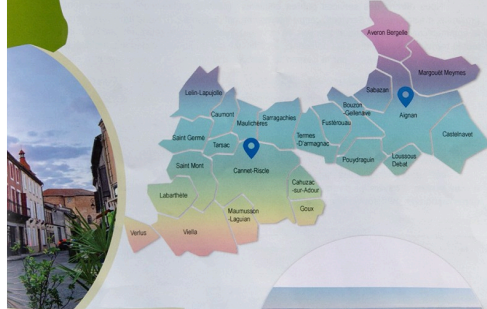 Averon Bergelle
Margouët Meymes
Sabazan
Lelin-Lapujolle
Bouzon
-Gellenave
Aignan
Caumont
Maulichères
Sarragachies
Fustérouau
Castelnavet
Saint Germé
Tarsac
Termes
-D'armagnac
Pouydraguin
Loussous
Debat
Saint Mont
Cannet-Riscle
Labarthète
Cahuzac
-sur-Adour
Maumusson
-Laguian
Goux
Verlus
Viella